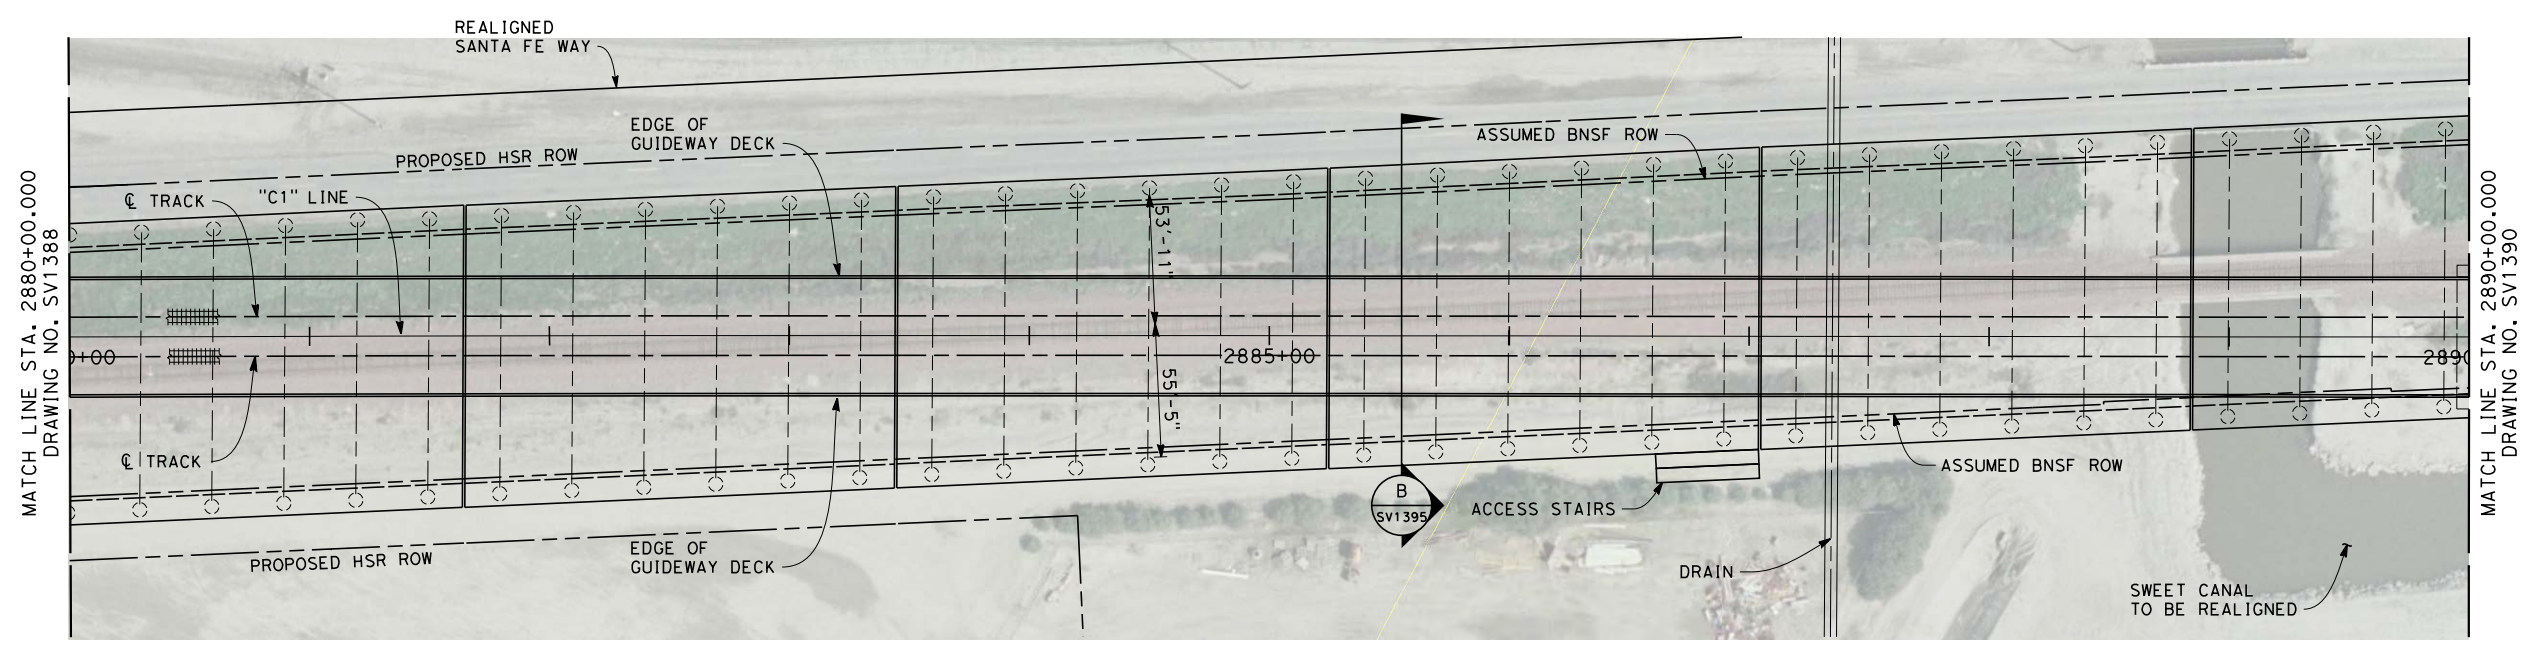 REALIGNED
SANTA FE WAY
EDGE OF
GUIDEWAY DECK
ASSUMED BNSF ROW
PROPOSED HSR ROW
℄ TRACK
"C1" LINE
MATCH LINE STA. 2880+00.000
DRAWING NO. SV1388
53'-11"
MATCH LINE STA. 2890+00.000
DRAWING NO. SV1390
0+00
2885+00
2890
55'-5"
℄ TRACK
ASSUMED BNSF ROW
B
SV1395
ACCESS STAIRS
PROPOSED HSR ROW
EDGE OF
GUIDEWAY DECK
DRAIN
SWEET CANAL
TO BE REALIGNED